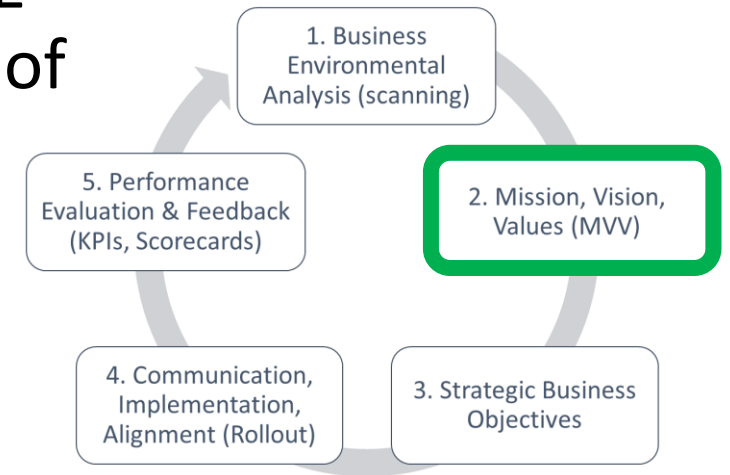 of
1. Business
Environmental
Analysis (scanning)
2. Mission, Vision,
Values (MVV)
3. Strategic Business
Objectives
4. Communication,
Implementation,
Alignment (Rollout)
5. Performance
Evaluation & Feedback
(KPIs, Scorecards)